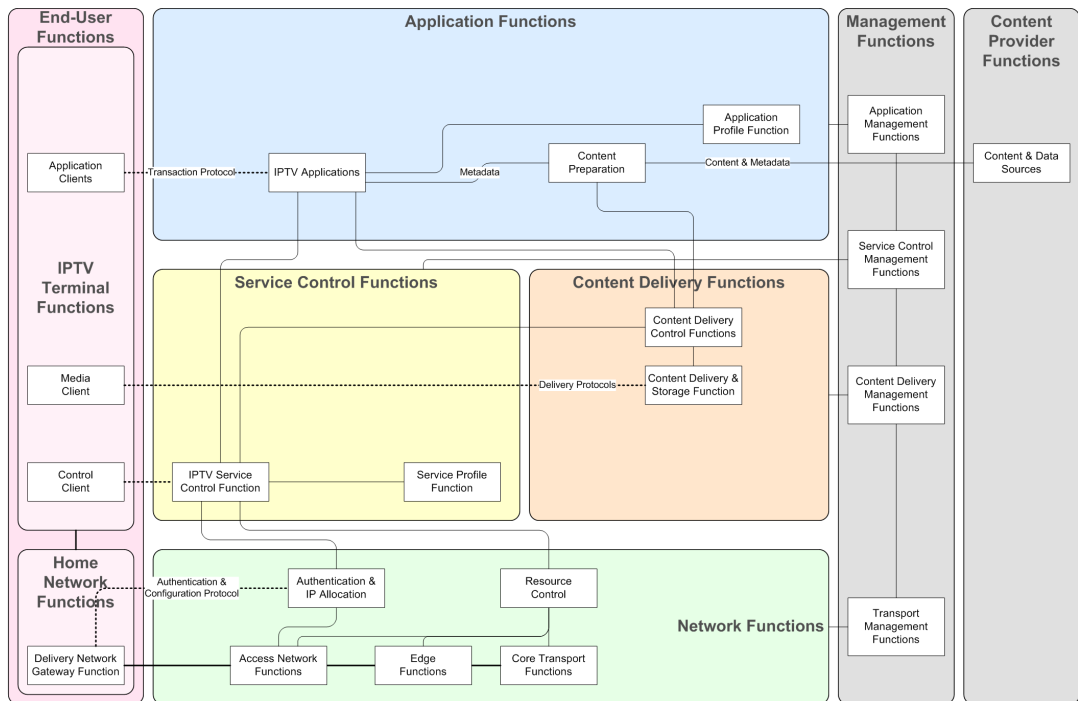 End-User
Functions
Application Functions
Management
Functions
Content
Provider
Functions
Application
Profile Function
Application
Management
Functions
Application
Clients
Transaction Protocol
IPTV Applications
Metadata
Content
Preparation
Content & Metadata
Content & Data
Sources
IPTV
Terminal
Functions
Service Control Functions
Content Delivery Functions
Service Control
Management
Functions
Content Delivery
Control Functions
Media
Client
Delivery Protocols
Content Delivery &
Storage Function
Content Delivery
Management
Functions
Control
Client
IPTV Service
Control Function
Service Profile
Function
Home
Network
Functions
Authentication &
Configuration Protocol
Authentication &
IP Allocation
Resource
Control
Network Functions
Transport
Management
Functions
Delivery Network
Gateway Function
Access Network
Functions
Edge
Functions
Core Transport
Functions